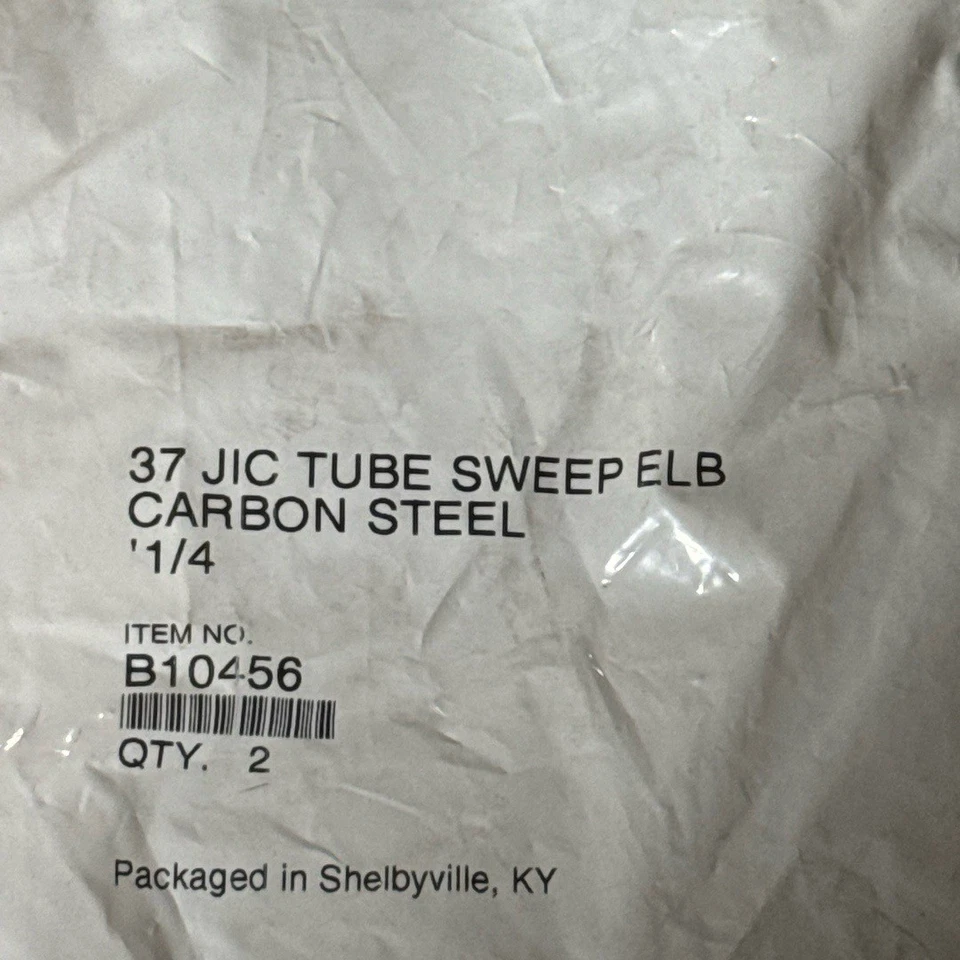 37 JIC TUBE SWEEP ELB
CARBON STEEL
'1/4
ITEM NO.
B10456
QTY. 2
Packaged in Shelbyville, KY